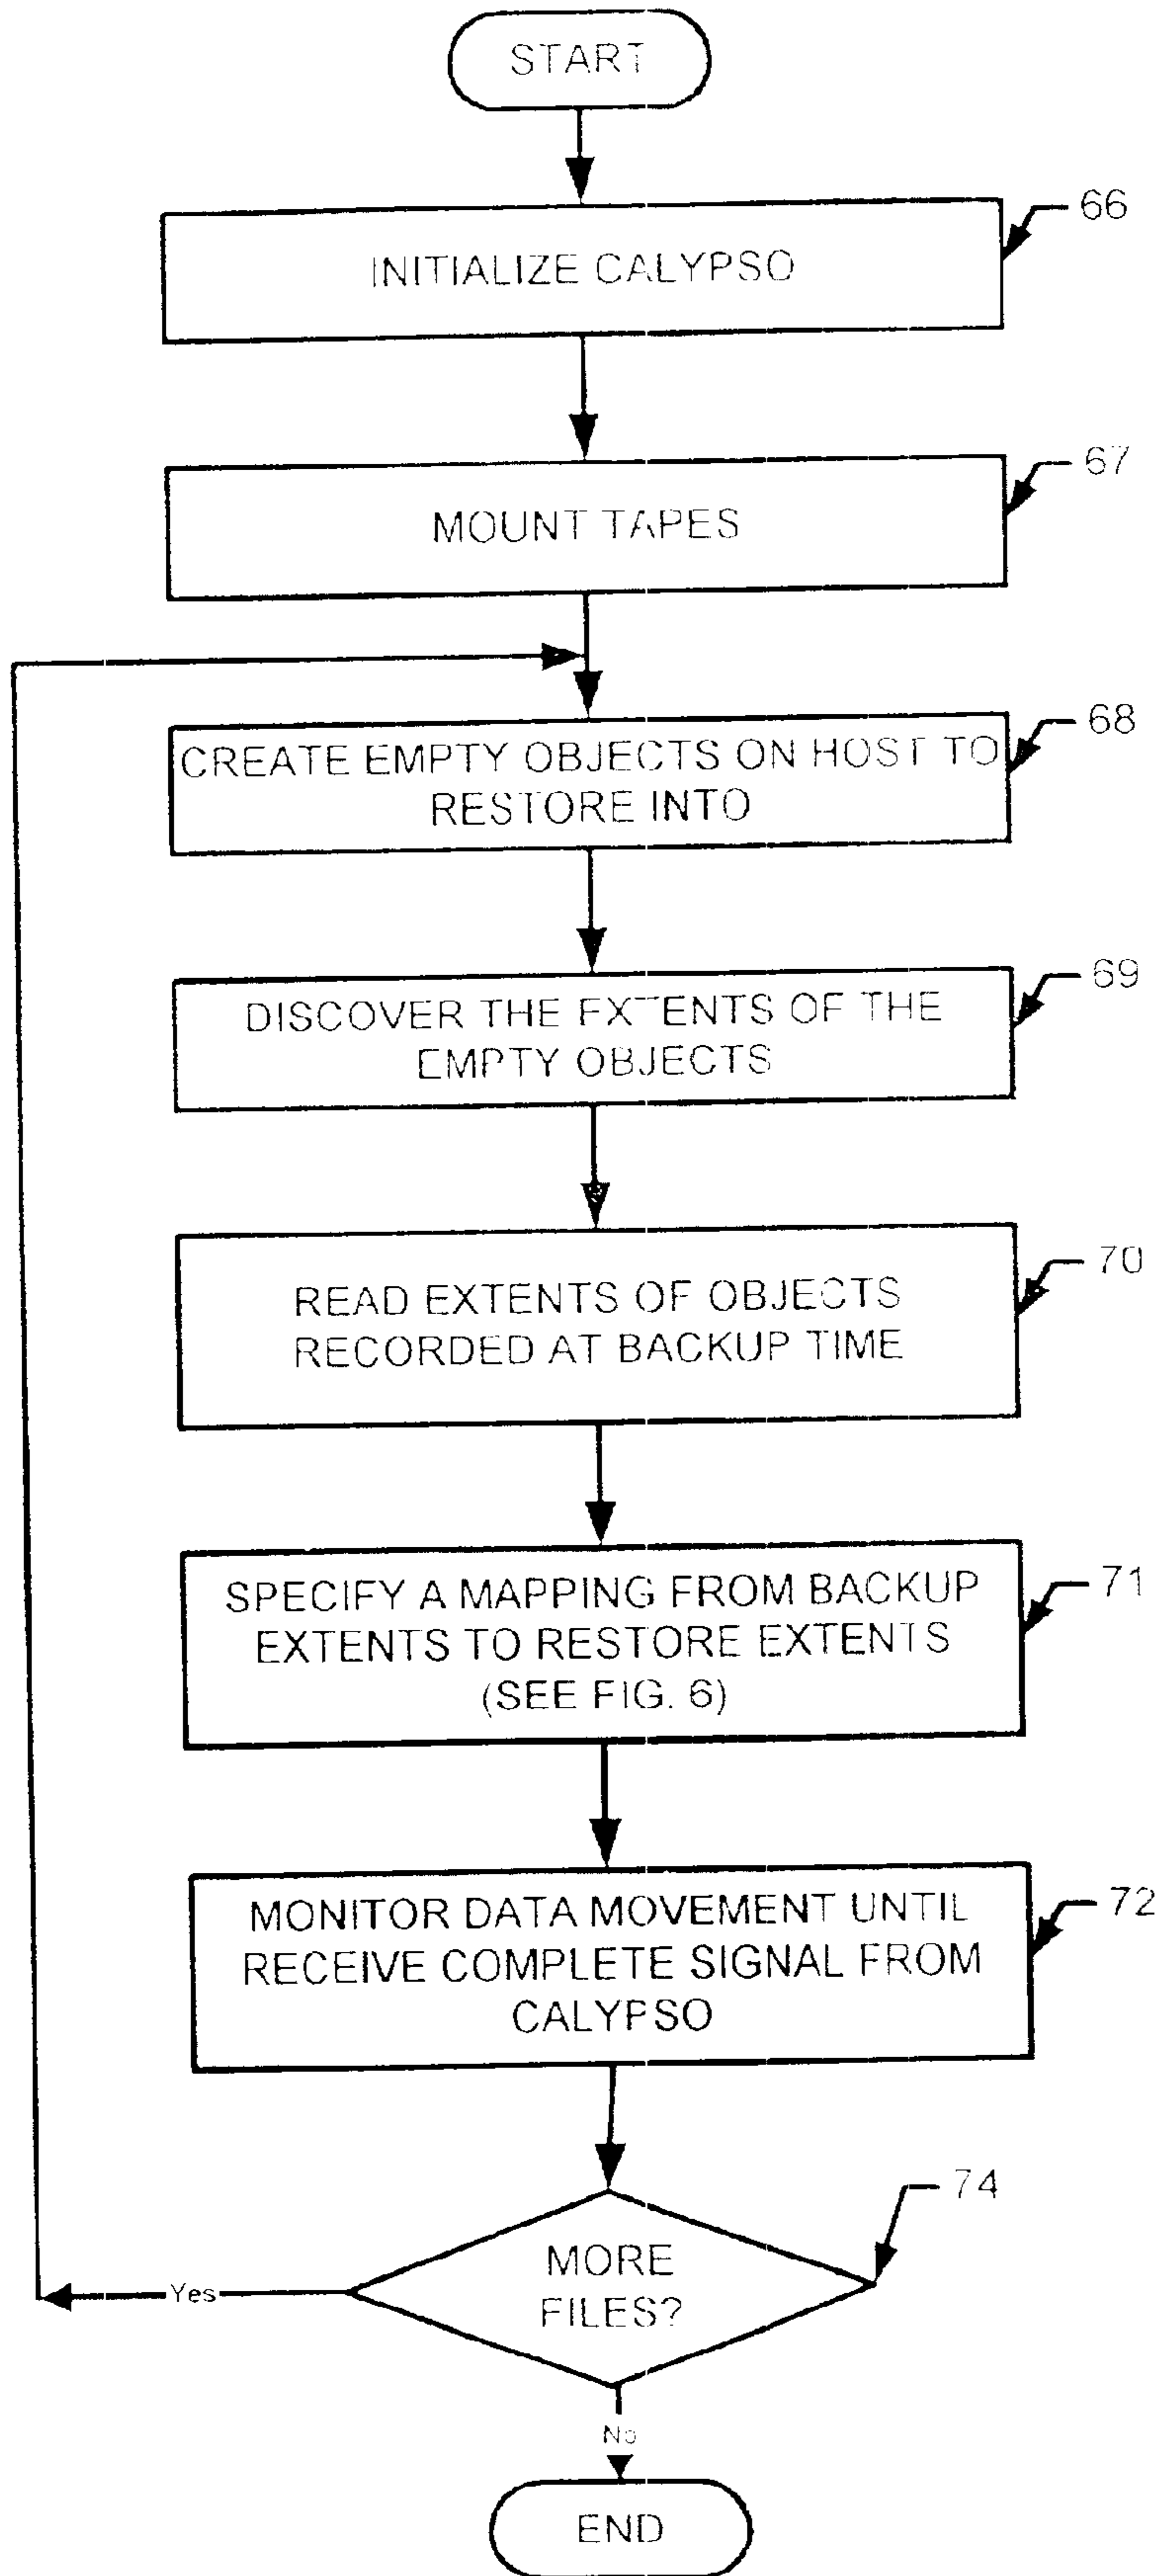 START
66
INITIALIZE CALYPSO
67
MOUNT TAPES
68
CREATE EMPTY OBJECTS ON HOST TO
RESTORE INTO
69
DISCOVER THE EXTENTS OF THE
EMPTY OBJECTS
70
READ EXTENTS OF OBJECTS
RECORDED AT BACKUP TIME
71
SPECIFY A MAPPING FROM BACKUP
EXTENTS TO RESTORE EXTENTS
(SEE FIG. 6)
72
MONITOR DATA MOVEMENT UNTIL
RECEIVE COMPLETE SIGNAL FROM
CALYPSO
74
MORE
FILES?
Yes
No
END